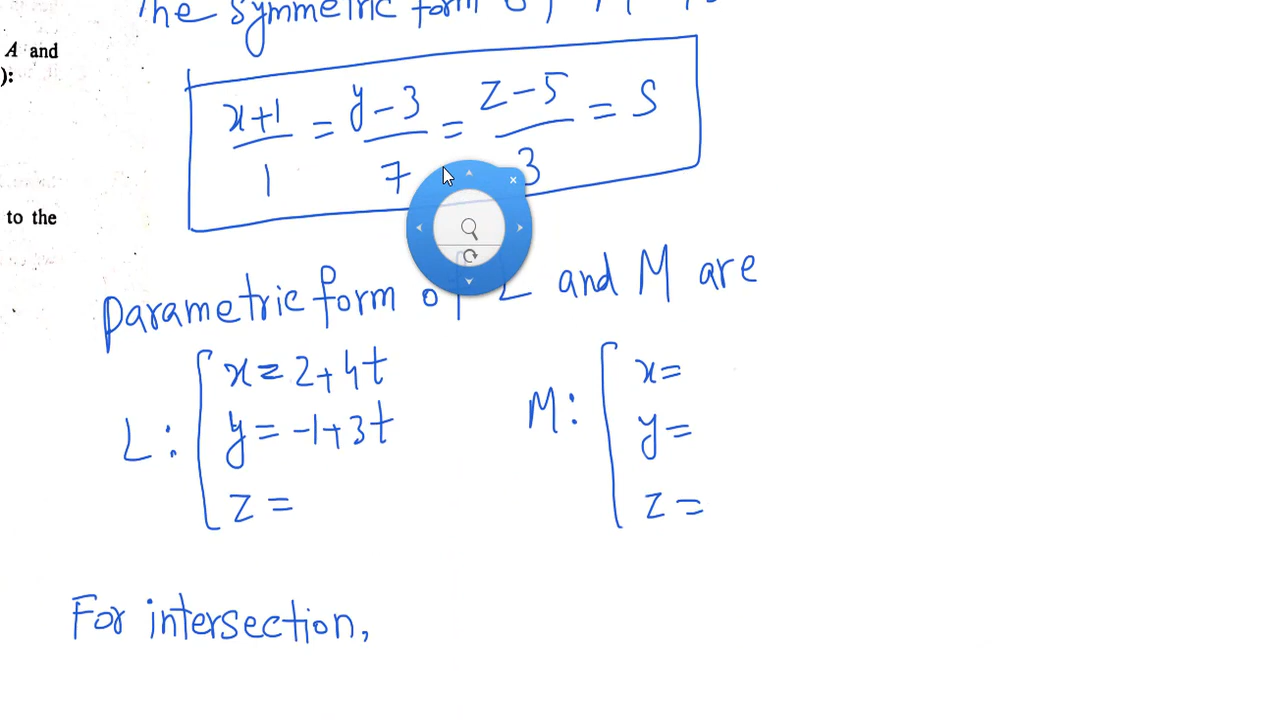 The symmetric form of
A and
):
x+1/1 = y-3/7 = z-5/3 = S
to the
parametric form of L and M are
L: { x = 2+4t
y = -1+3t
z =
M: { x =
y =
z =
For intersection,